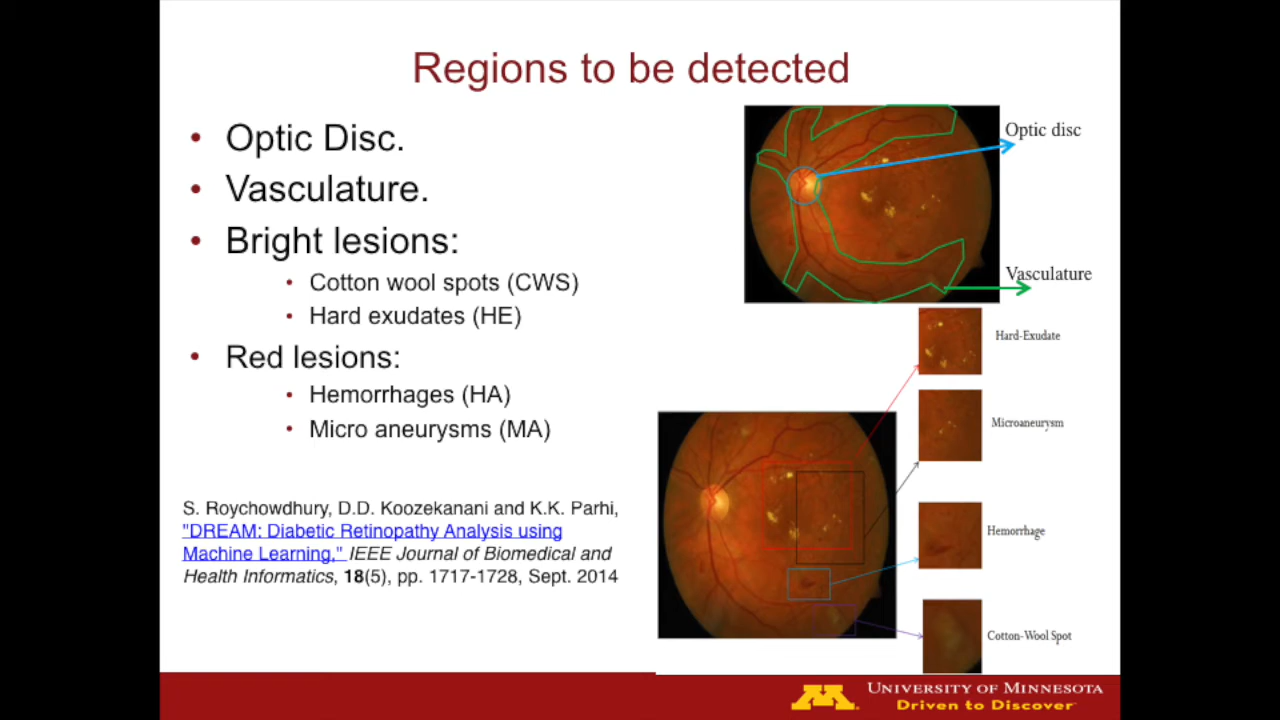 Regions to be detected
• Optic Disc.
• Vasculature.
• Bright lesions:
• Cotton wool spots (CWS)
• Hard exudates (HE)
• Red lesions:
• Hemorrhages (HA)
• Micro aneurysms (MA)
S. Roychowdhury, D.D. Koozekanani and K.K. Parhi,
"DREAM: Diabetic Retinopathy Analysis using
Machine Learning," IEEE Journal of Biomedical and
Health Informatics, 18(5), pp. 1717-1728, Sept. 2014
Optic disc
Vasculature
Hard-Exudate
Microaneurysm
Hemorrhage
Cotton-Wool Spot
M
UNIVERSITY OF MINNESOTA
Driven to Discover